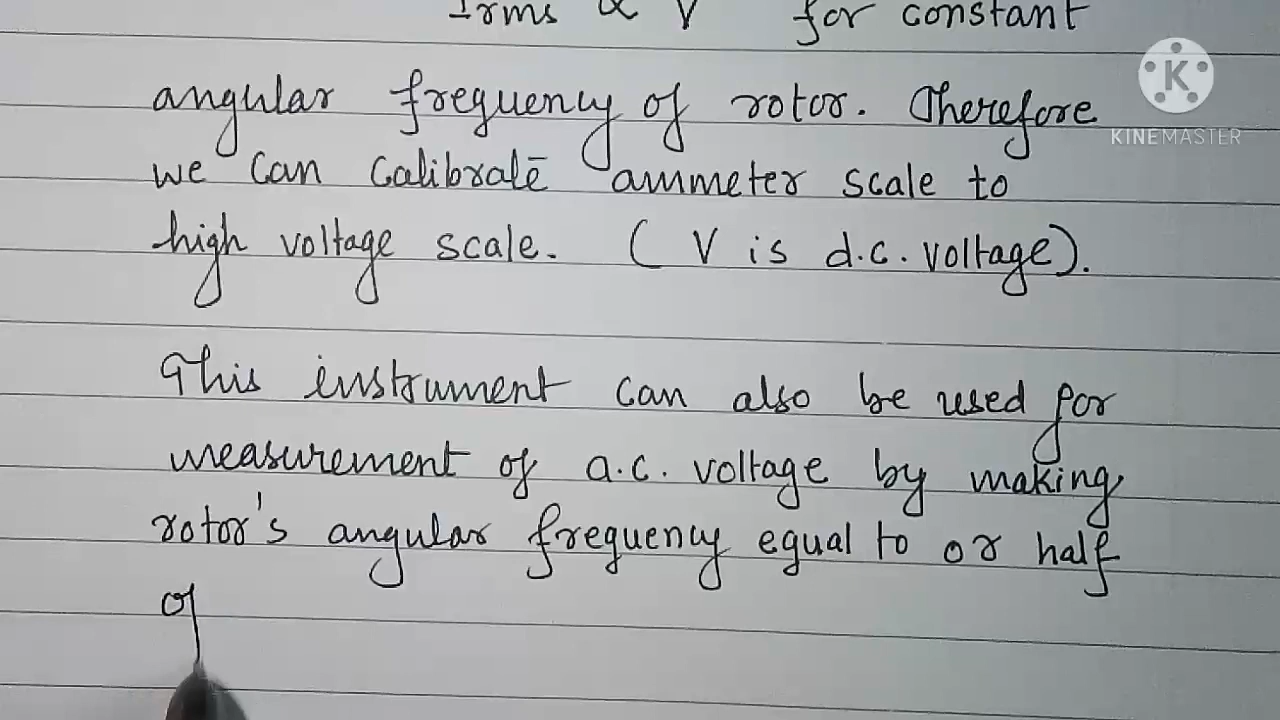 Irms ∝ V for constant
angular frequency of rotor. Therefore
we can calibrate ammeter scale to
high voltage scale. (V is d.c. voltage).
This instrument can also be used for
measurement of a.c. voltage by making
rotor's angular frequency equal to or half
of
K
KINEMASTER